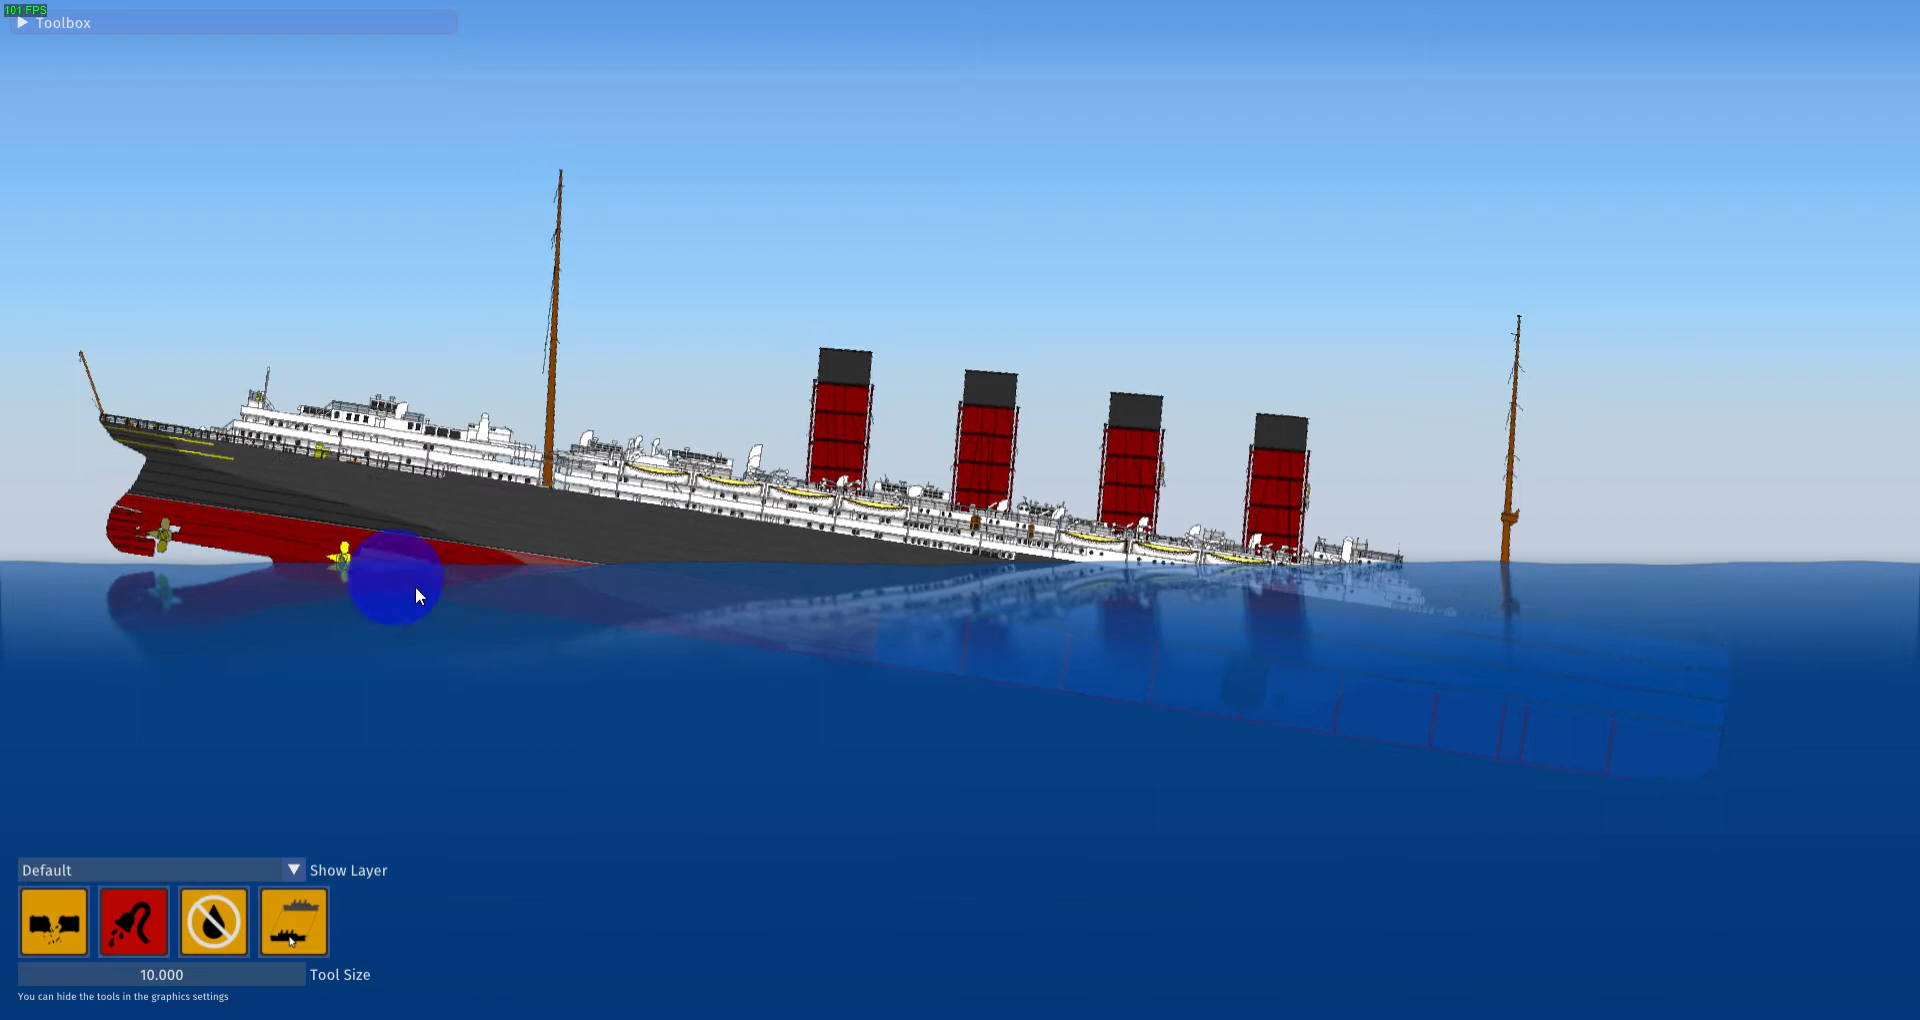 101 FPS
Toolbox
Default
Show Layer
10.000
Tool Size
You can hide the tools in the graphics settings